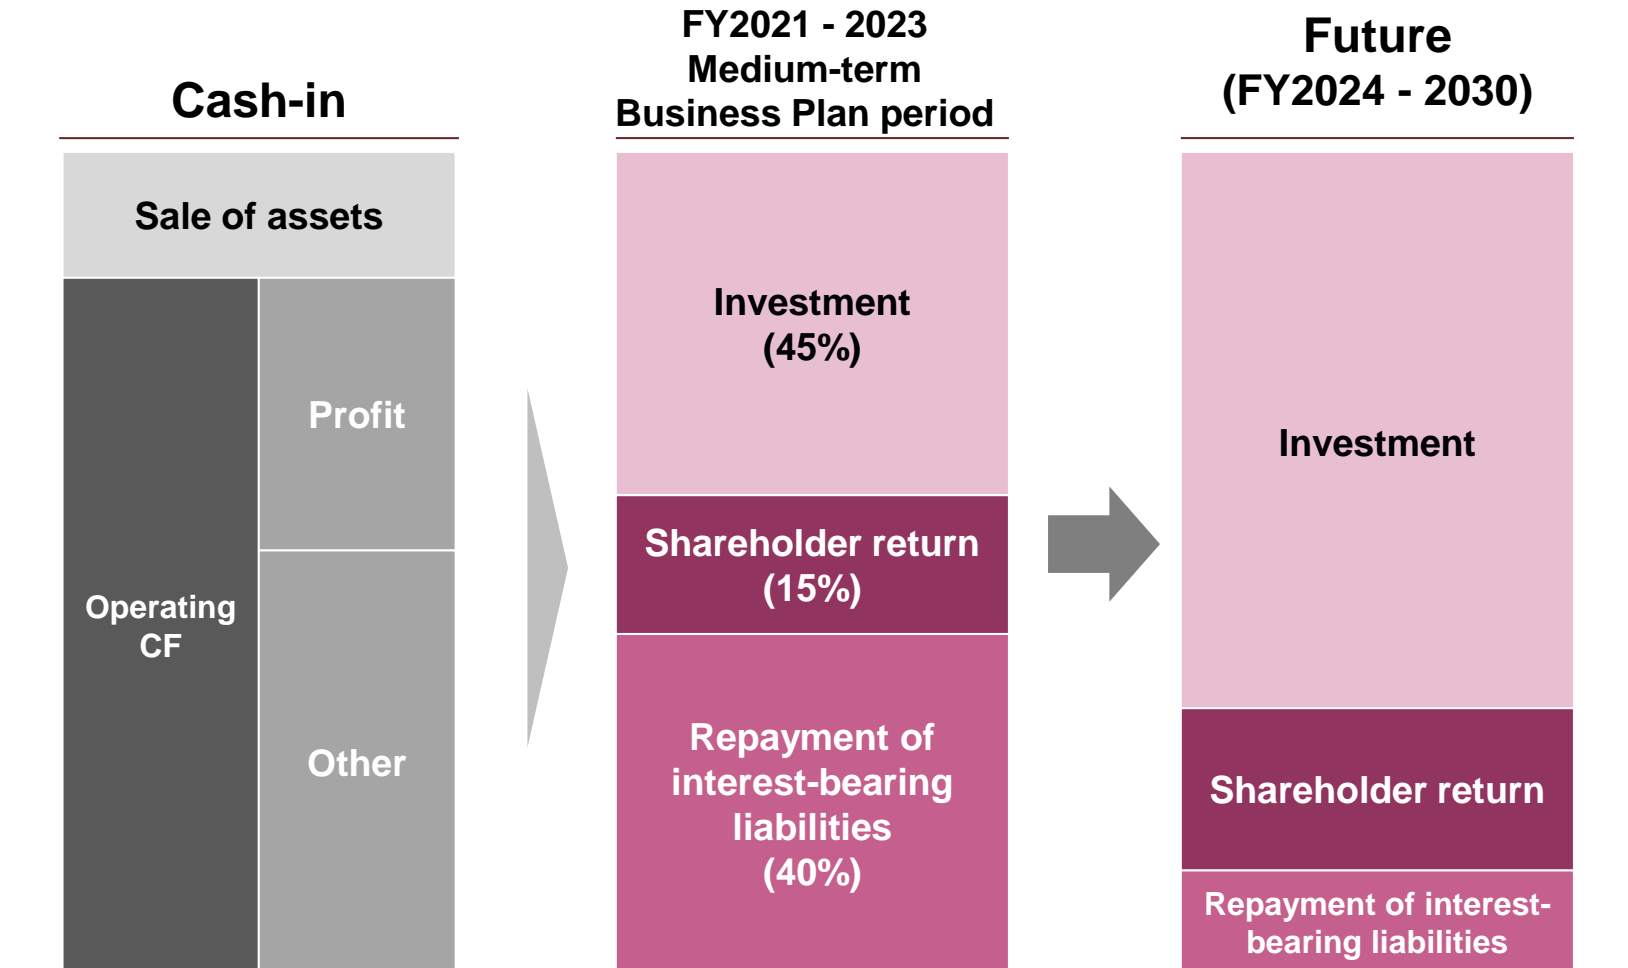 Cash-in
Sale of assets
Operating
CF
Profit
Other
FY2021 - 2023
Medium-term
Business Plan period
Investment
(45%)
Shareholder return
(15%)
Repayment of
interest-bearing
liabilities
(40%)
Future
(FY2024 - 2030)
Investment
Shareholder return
Repayment of interest-
bearing liabilities